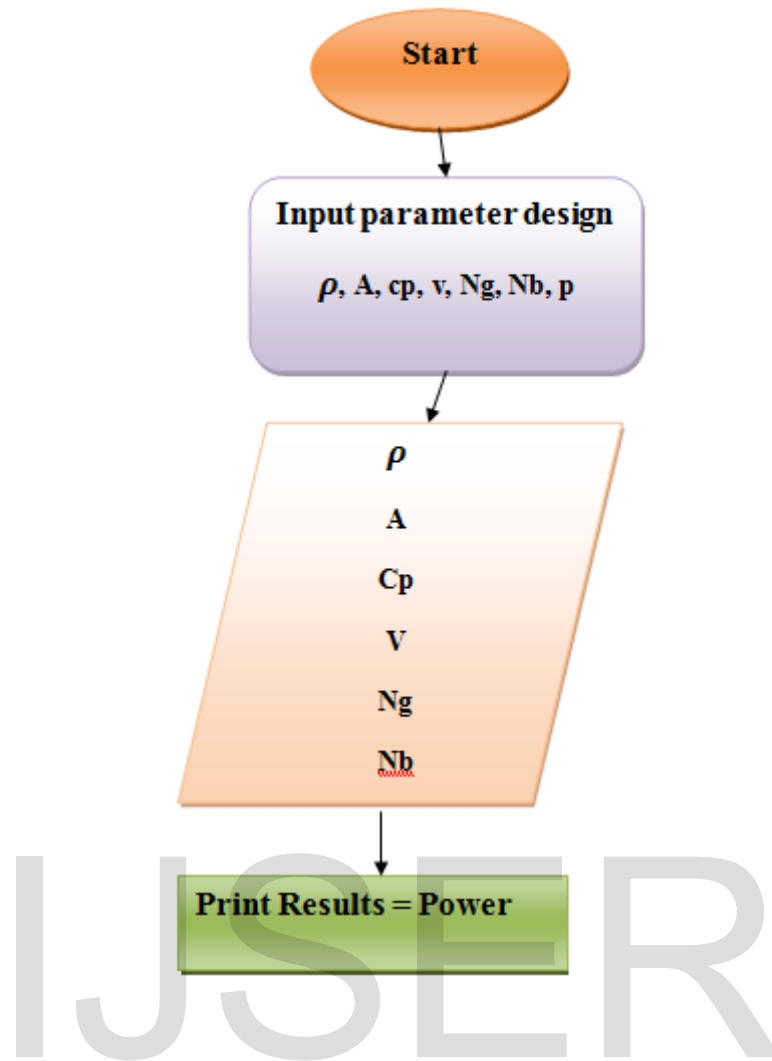 Start
Input parameter design
ρ, A, cp, v, Ng, Nb, p
ρ
A
Cp
V
Ng
Nb
Print Results = Power
IJSER